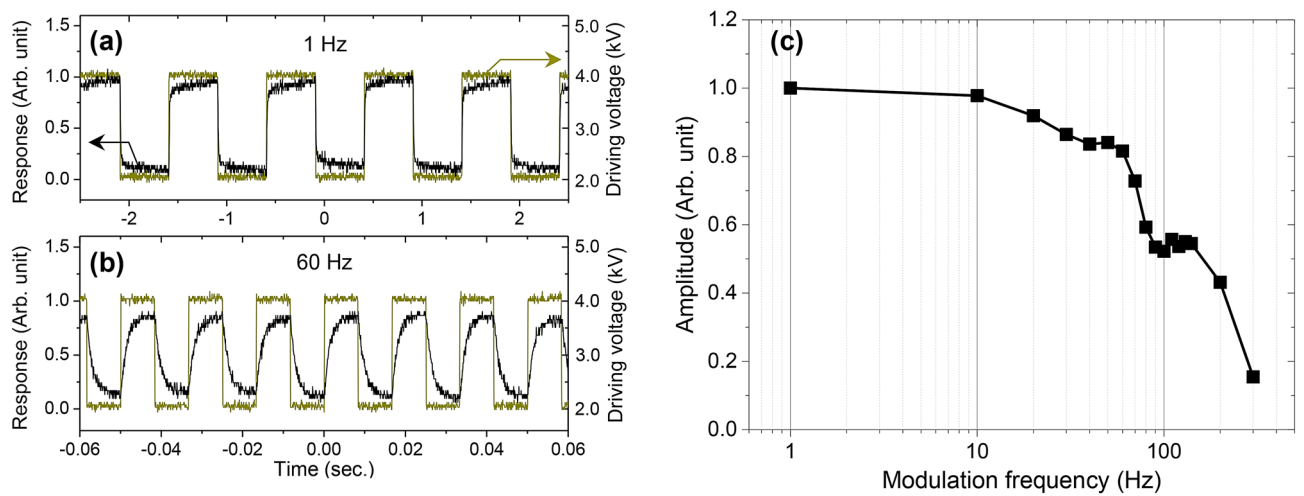 (a)
1 Hz
Response (Arb. unit)
1.5
1.0
0.5
0.0
5.0
4.0
3.0
2.0
Driving voltage (kV)
-2 -1 0 1 2
(b)
60 Hz
Response (Arb. unit)
1.5
1.0
0.5
0.0
5.0
4.0
3.0
2.0
Driving voltage (kV)
-0.06 -0.04 -0.02 0.00 0.02 0.04 0.06
Time (sec.)
(c)
Amplitude (Arb. unit)
1.2
1.0
0.8
0.6
0.4
0.2
0.0
1 10 100
Modulation frequency (Hz)